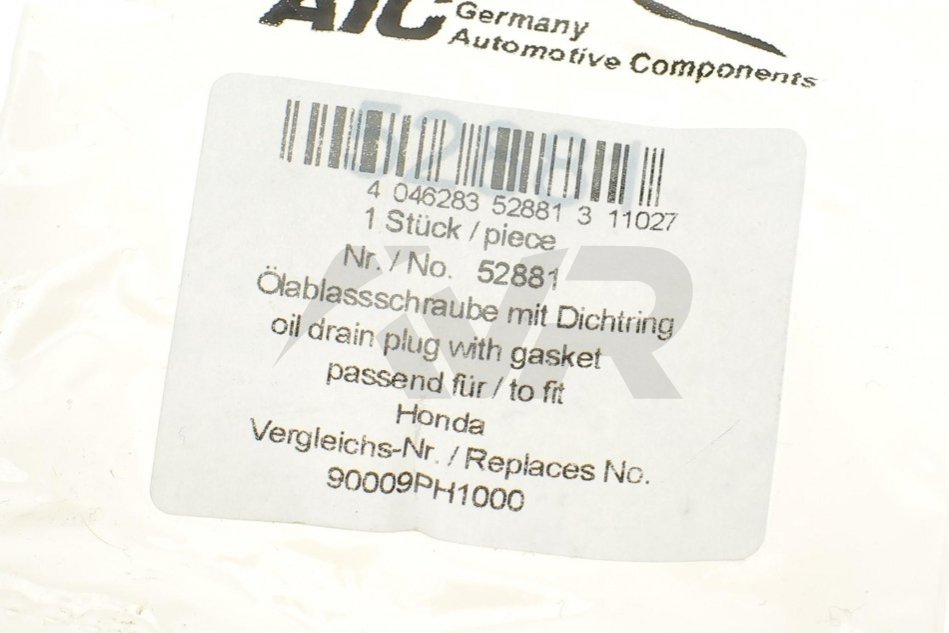 AIC Germany
Automotive Components
52881
4 046283 52881 3 11027
1 Stück / piece
Nr. / No. 52881
Ölablassschraube mit Dichtring
oil drain plug with gasket
passend für / to fit
Honda
Vergleichs-Nr. / Replaces No.
90009PH1000